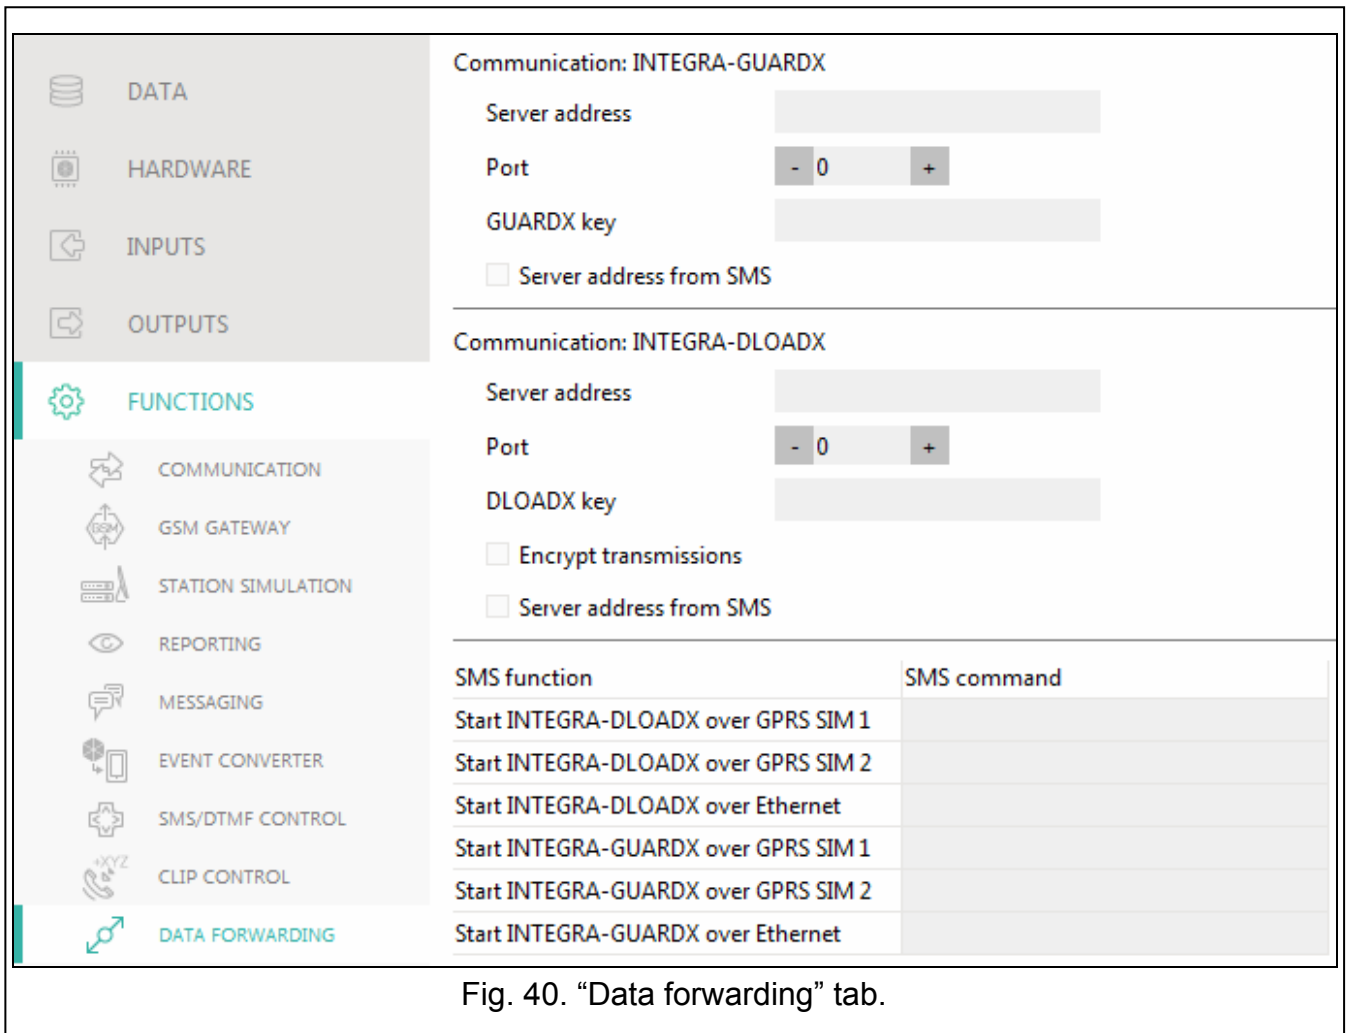 DATA
HARDWARE
INPUTS
OUTPUTS
FUNCTIONS
COMMUNICATION
GSM
GSM GATEWAY
STATION SIMULATION
C
REPORTING
MESSAGING
EVENT CONVERTER
SMS/DTMF CONTROL
+XYZ
CLIP CONTROL
DATA FORWARDING
Communication: INTEGRA-GUARDX
Server address
Port - 0 +
GUARDX key
Server address from SMS
Communication: INTEGRA-DLOADX
Server address
Port - 0 +
DLOADX key
Encrypt transmissions
Server address from SMS
SMS function SMS command
Start INTEGRA-DLOADX over GPRS SIM 1
Start INTEGRA-DLOADX over GPRS SIM 2
Start INTEGRA-DLOADX over Ethernet
Start INTEGRA-GUARDX over GPRS SIM 1
Start INTEGRA-GUARDX over GPRS SIM 2
Start INTEGRA-GUARDX over Ethernet
Fig. 40. “Data forwarding” tab.